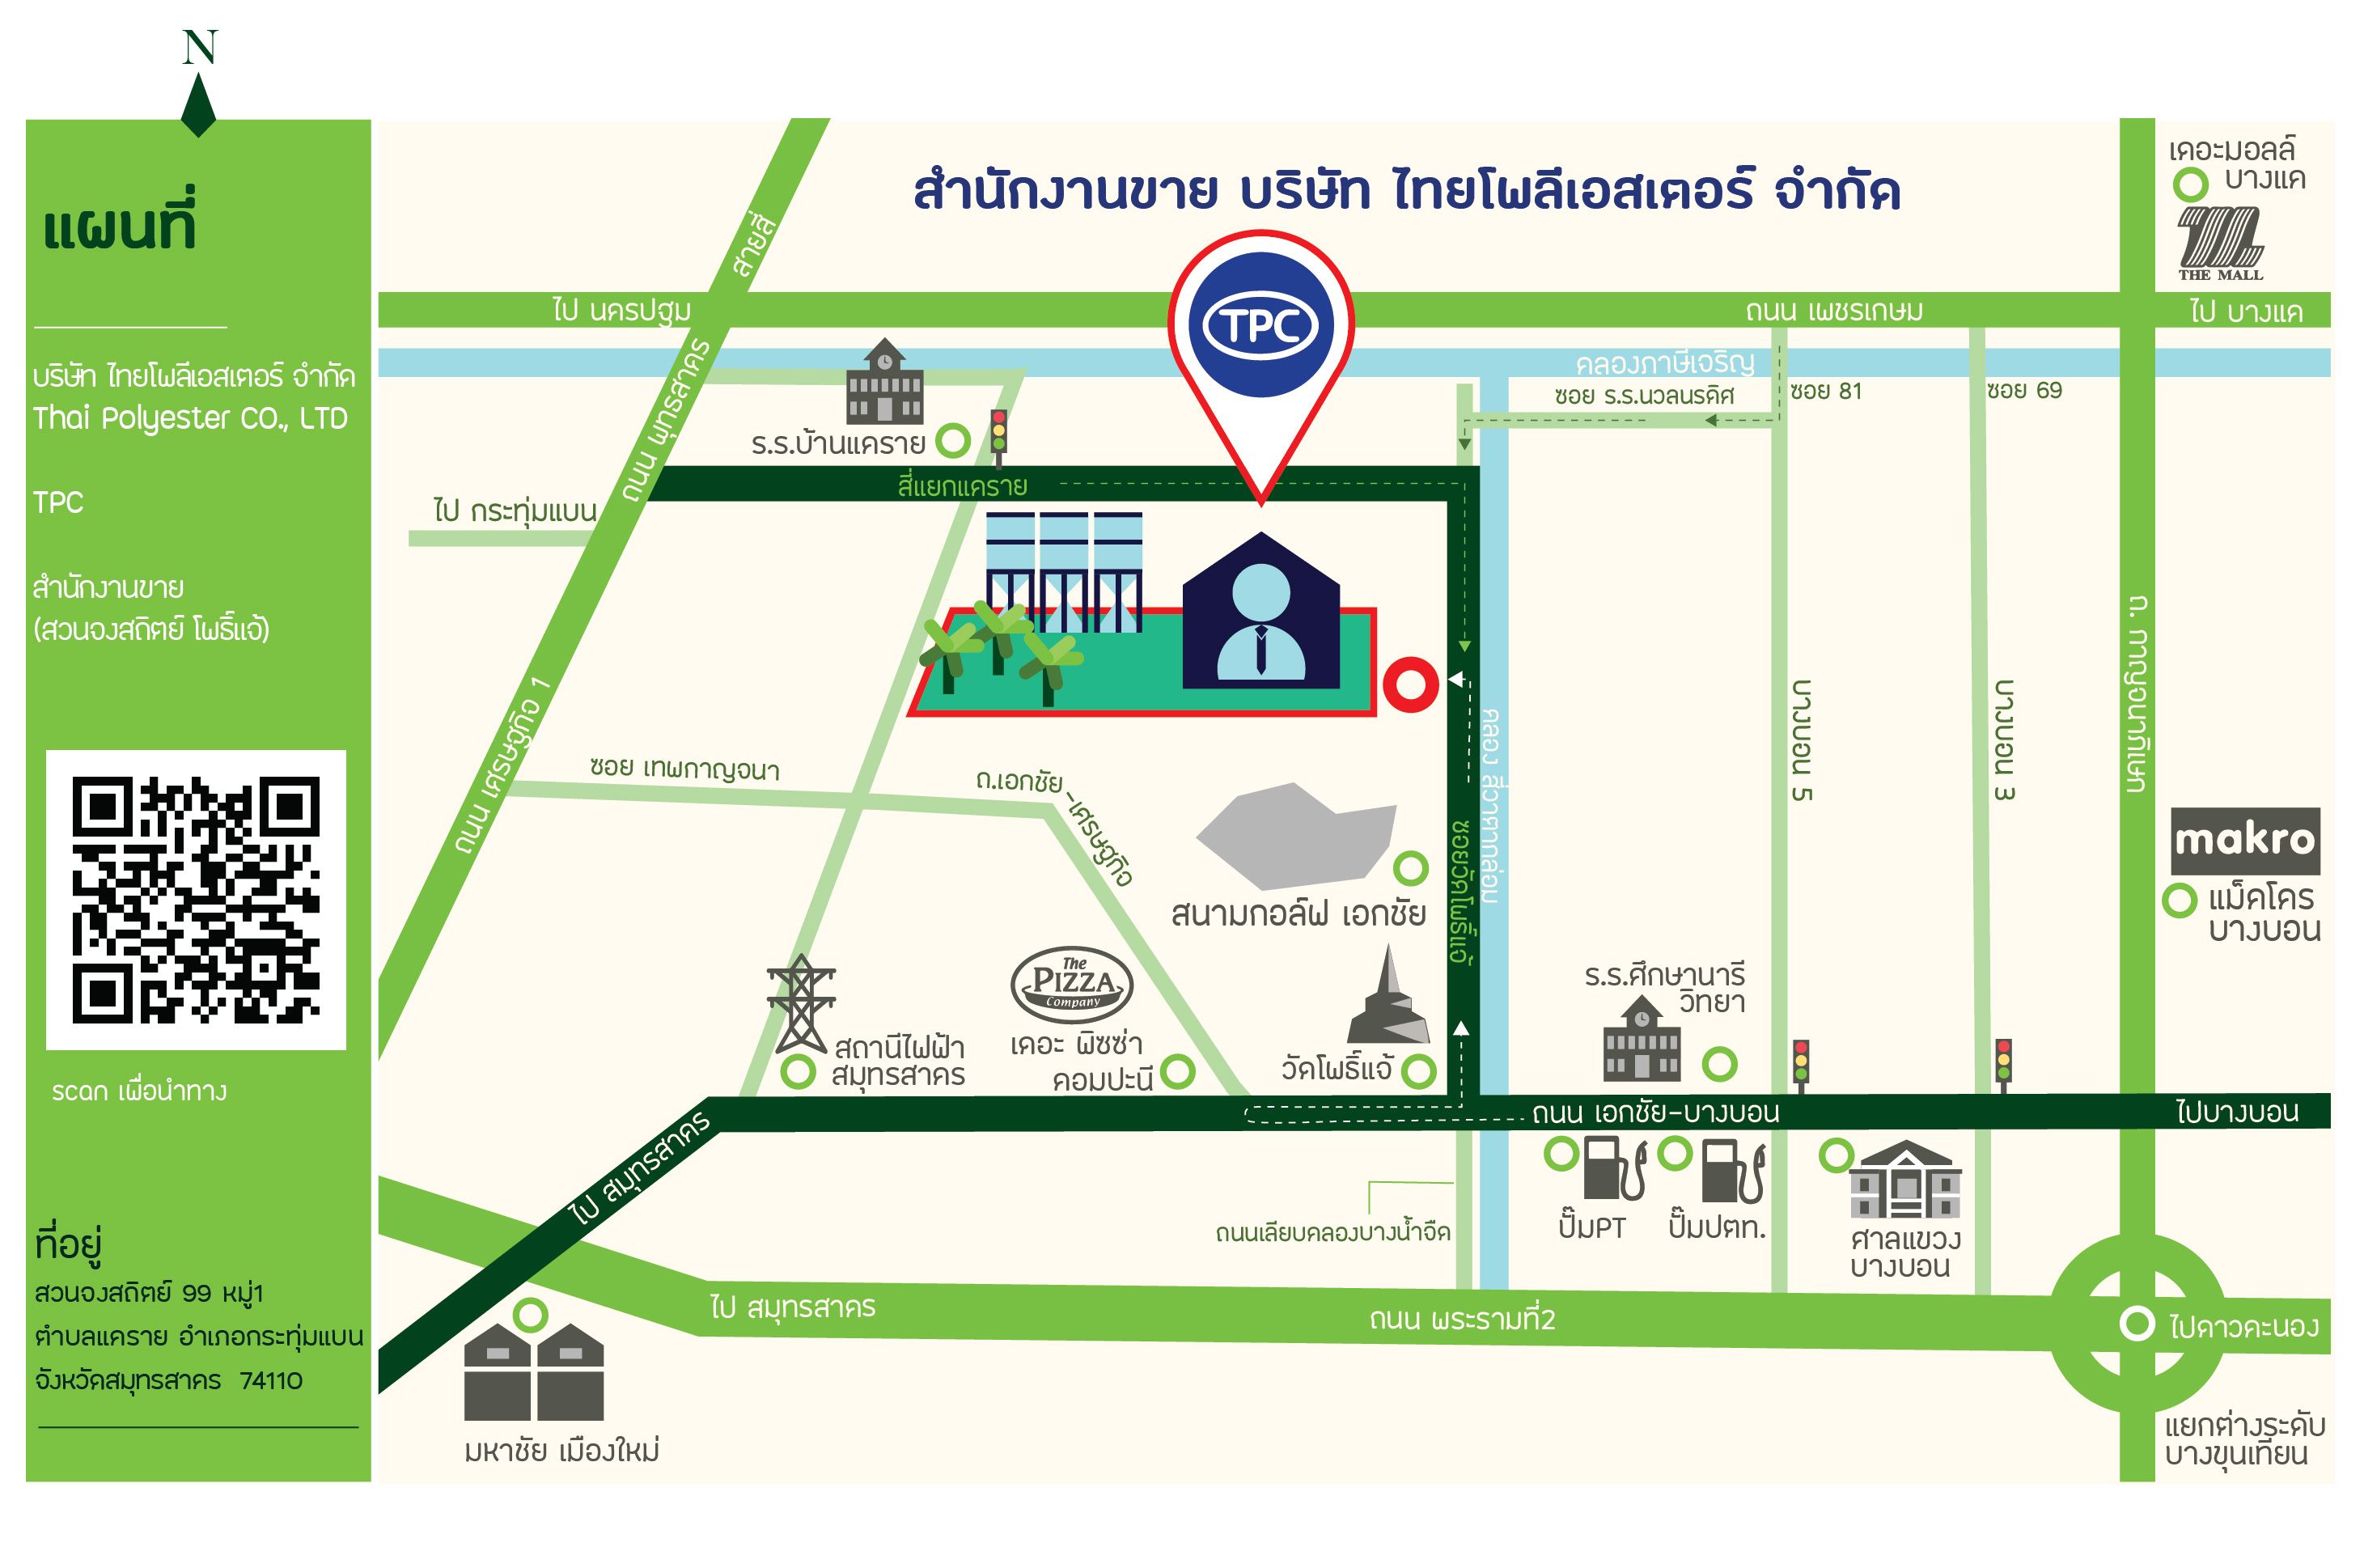 N
แผนที่
บริษัท ไทยโพลีเอสเตอร์ จำกัด
Thai Polyester CO., LTD
TPC
สำนักงานขาย
(สวนจงสถิตย์ โพธิ์แจ้)
scan เพื่อนำทาง
ที่อยู่
สวนจงสถิตย์ 99 หมู่1
ตำบลแคราย อำเภอกระทุ่มแบน
จังหวัดสมุทรสาคร 74110
สำนักงานขาย บริษัท ไทยโพลีเอสเตอร์ จำกัด
TPC
เดอะมอลล์
บางแค
THE MALL
สายสี่
ไป นครปฐม
ถนน เพชรเกษม
ไป บางแค
คลองภาษีเจริญ
ซอย ร.ร.นวลนรดิศ
ซอย 81
ซอย 69
ถนน พุทธสาคร
ร.ร.บ้านแคราย
สี่แยกแคราย
ไป กระทุ่มแบน
ถนน เศรษฐกิจ 1
ซอย เทพกาญจนา
ถ.เอกชัย-เศรษฐกิจ
สนามกอล์ฟ เอกชัย
ซอยวัดโพธิ์แจ้
บางบอน 5
บางบอน 3
ถ. กาญจนาภิเษก
makro
แม็คโคร
บางบอน
สถานีไฟฟ้า
สมุทรสาคร
The
PIZZA
Company
เดอะ พิซซ่า
คอมปะนี
วัดโพธิ์แจ้
ร.ร.ศึกษานารี
วิทยา
ถนน เอกชัย-บางบอน
ไปบางบอน
ไป สมุทรสาคร
ถนนเลียบคลองบางน้ำจืด
ปั๊มPT
ปั๊มปตท.
ศาลแขวง
บางบอน
ไป สมุทรสาคร
ถนน พระรามที่2
ไปดาวคะนอง
มหาชัย เมืองใหม่
แยกต่างระดับ
บางขุนเทียน